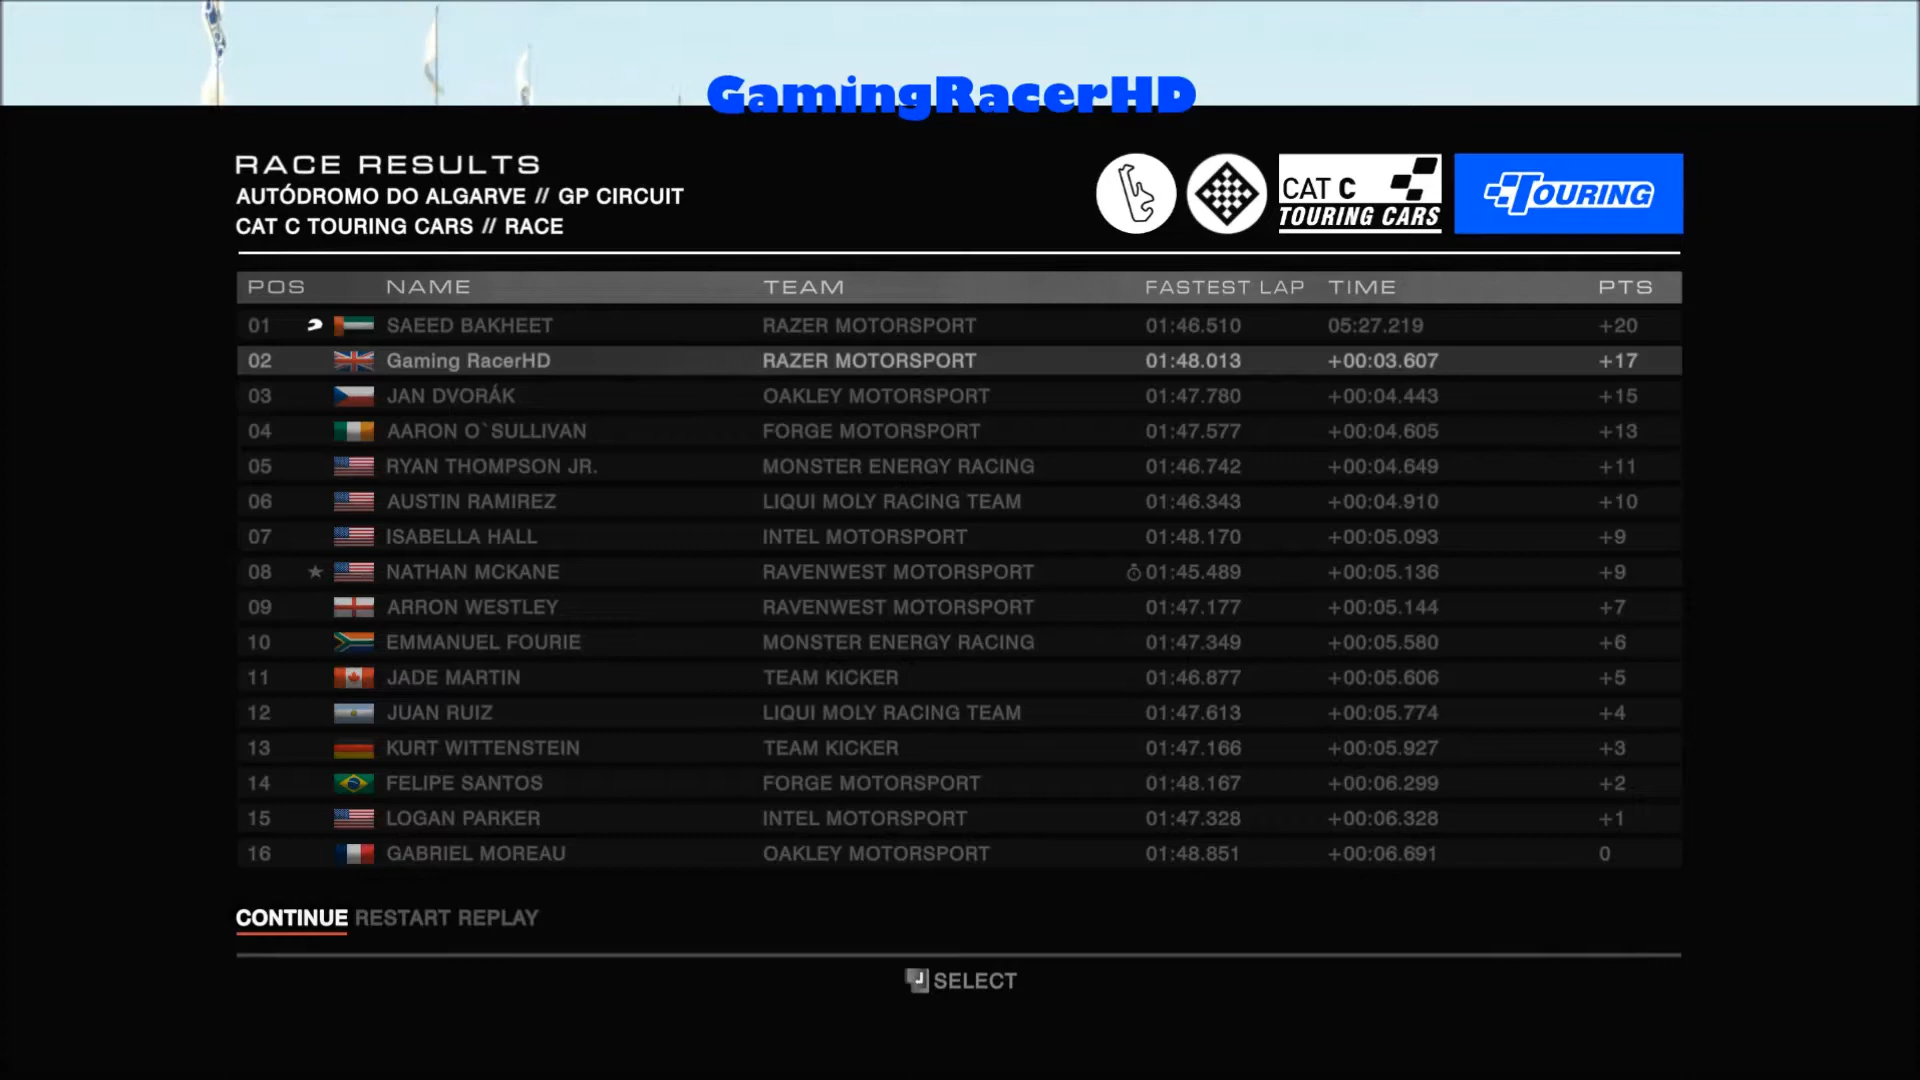 GamingRacerHD
RACE RESULTS
AUTÓDROMO DO ALGARVE // GP CIRCUIT
CAT C TOURING CARS // RACE
CAT C
TOURING CARS
TOURING
POS NAME TEAM FASTEST LAP TIME PTS
01 SAEED BAKHEET RAZER MOTORSPORT 01:46.510 05:27.219 +20
02 Gaming RacerHD RAZER MOTORSPORT 01:48.013 +00:03.607 +17
03 JAN DVORÁK OAKLEY MOTORSPORT 01:47.780 +00:04.443 +15
04 AARON O`SULLIVAN FORGE MOTORSPORT 01:47.577 +00:04.605 +13
05 RYAN THOMPSON JR. MONSTER ENERGY RACING 01:46.742 +00:04.649 +11
06 AUSTIN RAMIREZ LIQUI MOLY RACING TEAM 01:46.343 +00:04.910 +10
07 ISABELLA HALL INTEL MOTORSPORT 01:48.170 +00:05.093 +9
08 NATHAN MCKANE RAVENWEST MOTORSPORT 01:45.489 +00:05.136 +9
09 ARRON WESTLEY RAVENWEST MOTORSPORT 01:47.177 +00:05.144 +7
10 EMMANUEL FOURIE MONSTER ENERGY RACING 01:47.349 +00:05.580 +6
11 JADE MARTIN TEAM KICKER 01:46.877 +00:05.606 +5
12 JUAN RUIZ LIQUI MOLY RACING TEAM 01:47.613 +00:05.774 +4
13 KURT WITTENSTEIN TEAM KICKER 01:47.166 +00:05.927 +3
14 FELIPE SANTOS FORGE MOTORSPORT 01:48.167 +00:06.299 +2
15 LOGAN PARKER INTEL MOTORSPORT 01:47.328 +00:06.328 +1
16 GABRIEL MOREAU OAKLEY MOTORSPORT 01:48.851 +00:06.691 0
CONTINUE RESTART REPLAY
SELECT